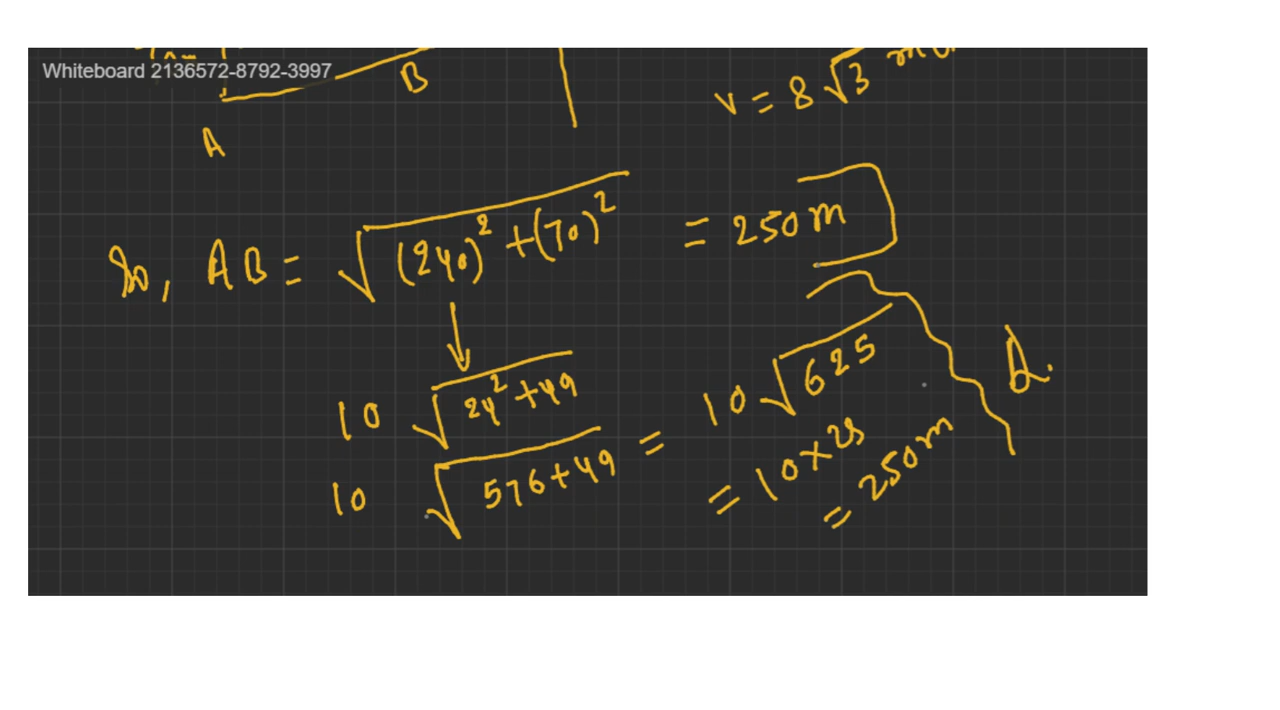 Whiteboard 2136572-8792-3997
B
v = 8√3
A
So, AB = √(240)² + (70)² = 250 m
10 √24² + 49
10 √625
10 √576 + 49 =
= 10 × 25
= 250 m